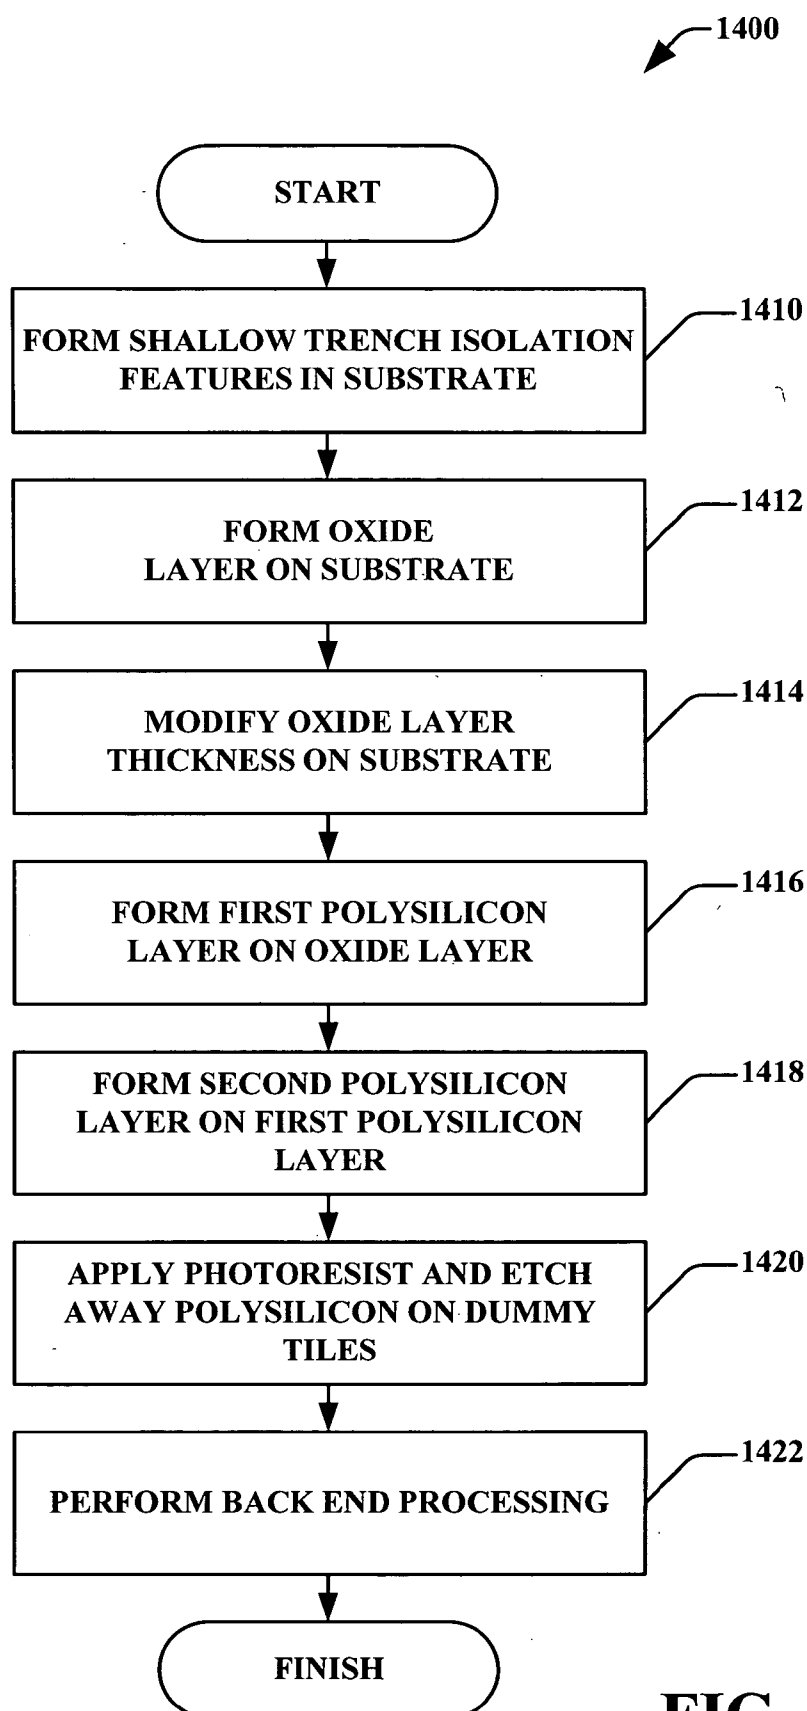 1400
START
1410
FORM SHALLOW TRENCH ISOLATION
FEATURES IN SUBSTRATE
1412
FORM OXIDE
LAYER ON SUBSTRATE
1414
MODIFY OXIDE LAYER
THICKNESS ON SUBSTRATE
1416
FORM FIRST POLYSILICON
LAYER ON OXIDE LAYER
1418
FORM SECOND POLYSILICON
LAYER ON FIRST POLYSILICON
LAYER
1420
APPLY PHOTORESIST AND ETCH
AWAY POLYSILICON ON DUMMY
TILES
1422
PERFORM BACK END PROCESSING
FINISH
FIG